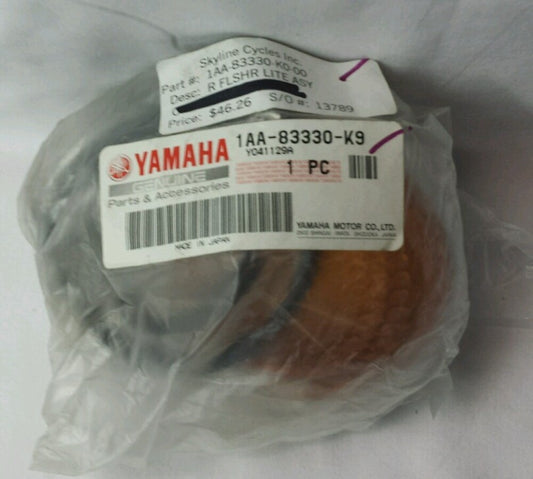 Skyline Cycles Inc.
Part #: 1AA-83330-K0-00
Desc: R FLSHR LITE ASY
Price: $46.26 S/O #: 13789
YAMAHA 1AA-83330-K9
Y041129A
GENUINE
Parts & Accessories
1 PC
YAMAHA MOTOR CO., LTD.
MADE IN JAPAN